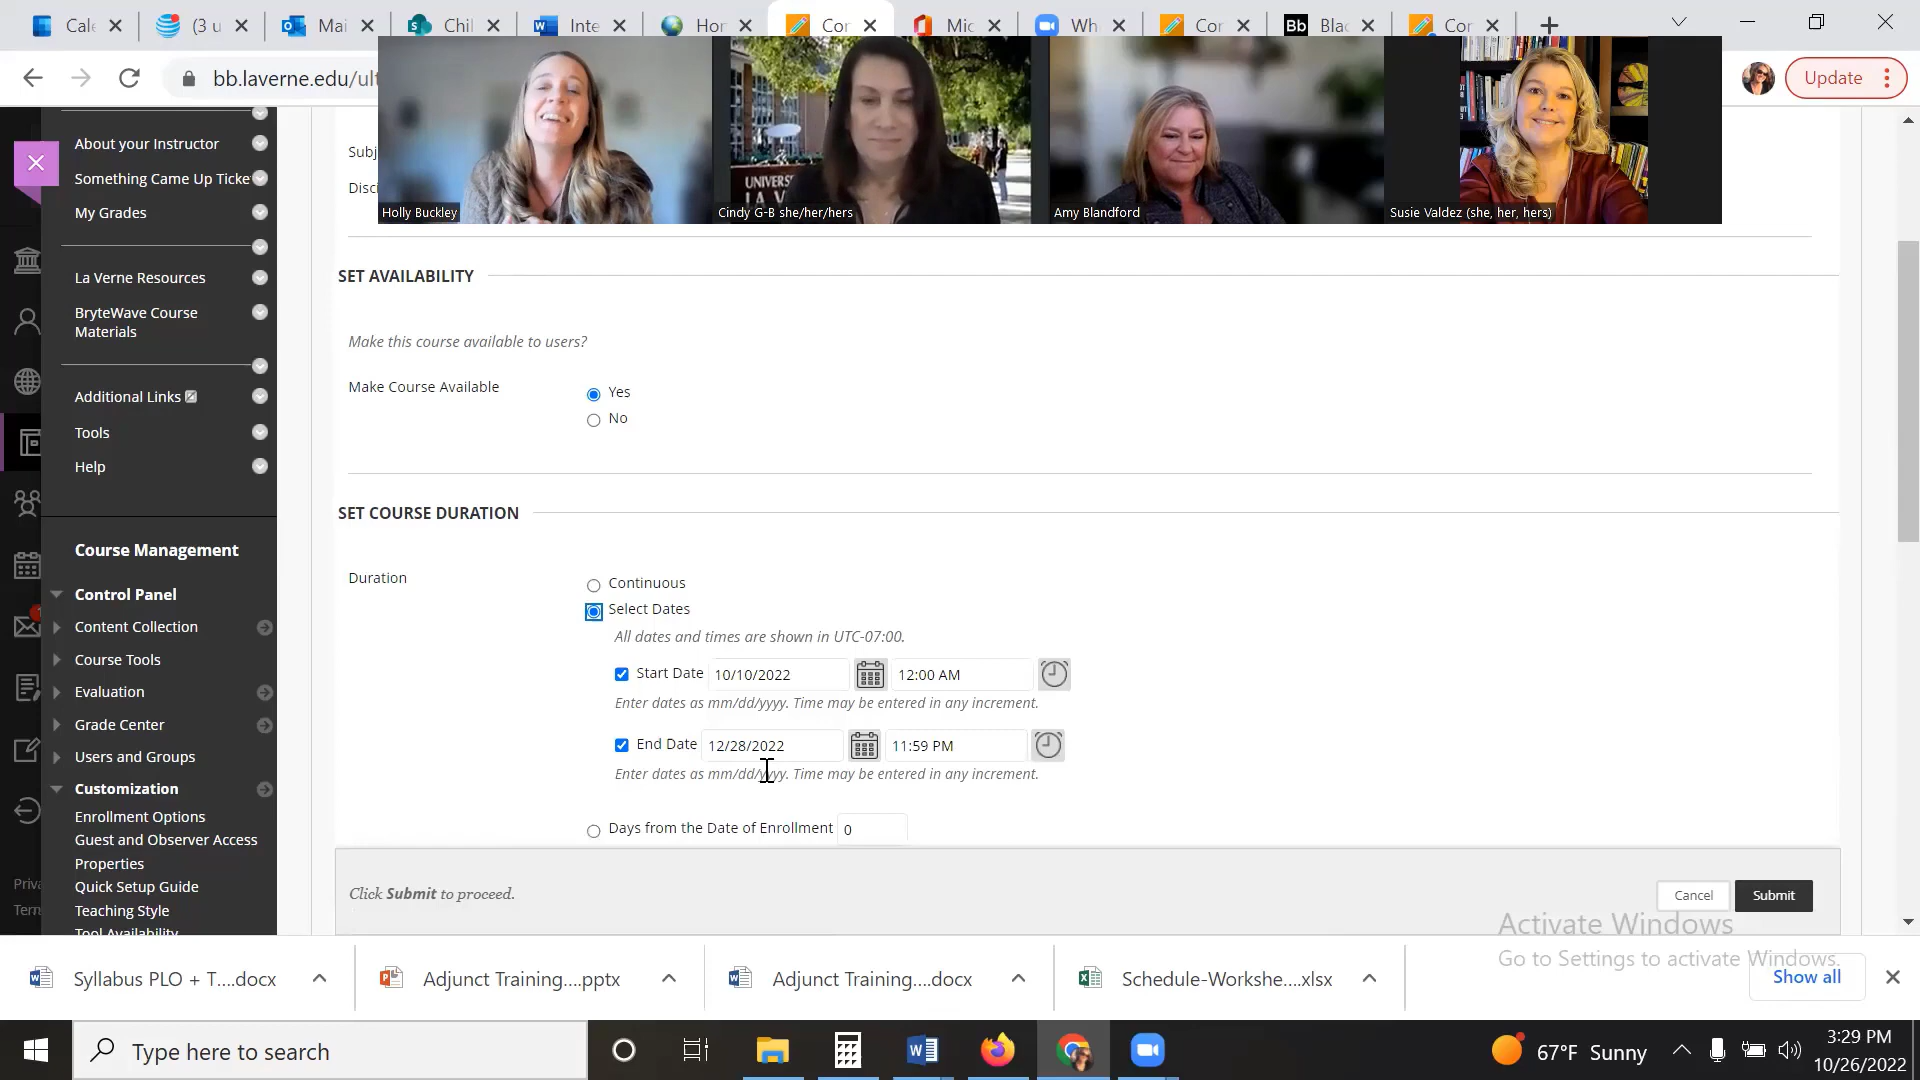 Cale
(3 u
Mai
Chil
Inte
Hor
Cor
Mic
Wh
Cor
Bb
Blac
Cor
bb.laverne.edu/ult
Update
Holly Buckley
Cindy G-B she/her/hers
Amy Blandford
Susie Valdez (she, her, hers)
About your Instructor
Something Came Up Ticke
My Grades
La Verne Resources
BryteWave Course
Materials
Additional Links
Tools
Help
Course Management
Control Panel
Content Collection
Course Tools
Evaluation
Grade Center
Users and Groups
Customization
Enrollment Options
Guest and Observer Access
Properties
Quick Setup Guide
Teaching Style
Tool Availability
Priva
Term
Subj
Disci
SET AVAILABILITY
Make this course available to users?
Make Course Available
Yes
No
SET COURSE DURATION
Duration
Continuous
Select Dates
All dates and times are shown in UTC-07:00.
Start Date 10/10/2022 12:00 AM
Enter dates as mm/dd/yyyy. Time may be entered in any increment.
End Date 12/28/2022 11:59 PM
Enter dates as mm/dd/yyyy. Time may be entered in any increment.
Days from the Date of Enrollment 0
Click Submit to proceed.
Cancel
Submit
Activate Windows
Go to Settings to activate Windows.
Syllabus PLO + T....docx
Adjunct Training....pptx
Adjunct Training....docx
Schedule-Workshe....xlsx
Show all
Type here to search
67°F Sunny
3:29 PM
10/26/2022